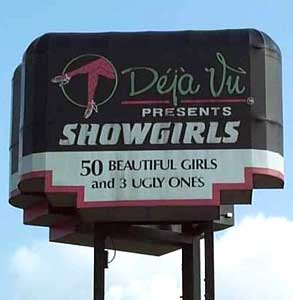 Déjà Vu
PRESENTS
SHOWGIRLS
50 BEAUTIFUL GIRLS
and 3 UGLY ONES